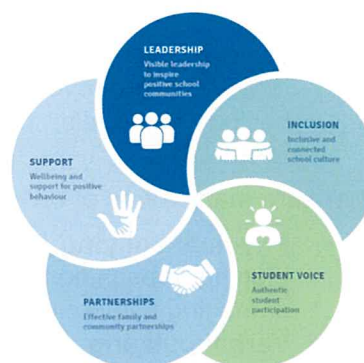 LEADERSHIP
Visible leadership
to inspire
positive school
communities
INCLUSION
Inclusive and
connected
school culture
STUDENT VOICE
Authentic
student
participation
PARTNERSHIPS
Effective family and
community partnerships
SUPPORT
Wellbeing and
support for positive
behaviour